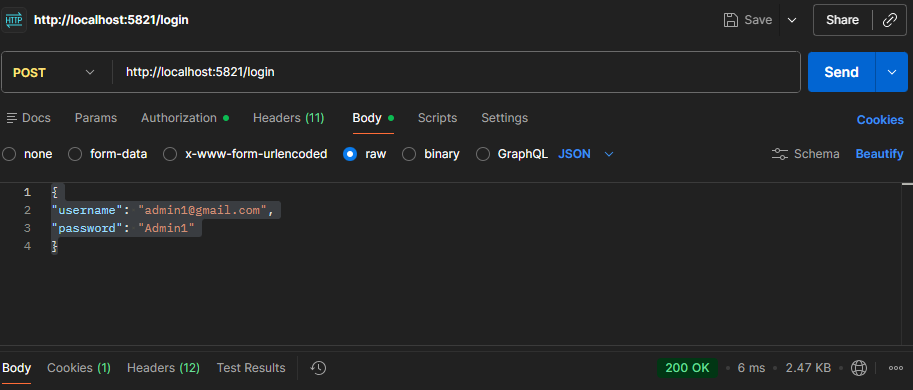 HTTP http://localhost:5821/login Save Share
POST http://localhost:5821/login Send
Docs Params Authorization Headers (11) Body Scripts Settings Cookies
none form-data x-www-form-urlencoded raw binary GraphQL JSON Schema Beautify
1 {
2 "username": "admin1@gmail.com",
3 "password": "Admin1"
4 }
Body Cookies (1) Headers (12) Test Results 200 OK • 6 ms • 2.47 KB